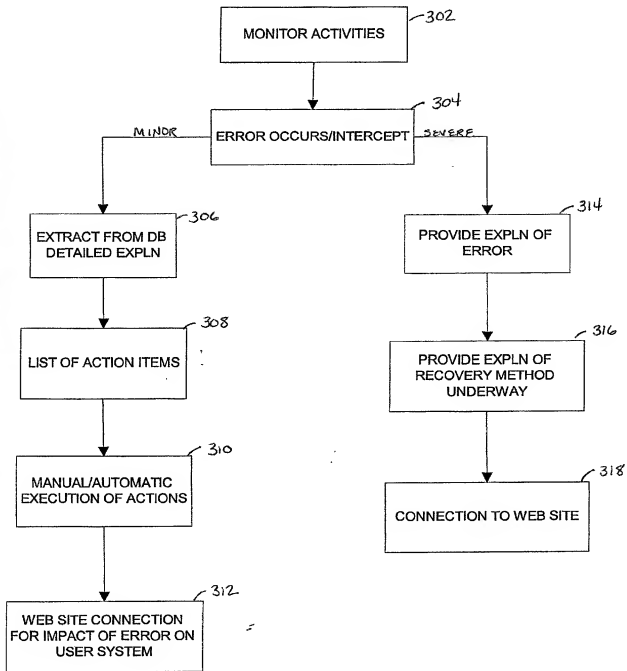 302
MONITOR ACTIVITIES
304
MINOR
ERROR OCCURS/INTERCEPT
SEVERE
306
EXTRACT FROM DB
DETAILED EXPLN
308
LIST OF ACTION ITEMS
310
MANUAL/AUTOMATIC
EXECUTION OF ACTIONS
312
WEB SITE CONNECTION
FOR IMPACT OF ERROR ON
USER SYSTEM
314
PROVIDE EXPLN OF
ERROR
316
PROVIDE EXPLN OF
RECOVERY METHOD
UNDERWAY
318
CONNECTION TO WEB SITE